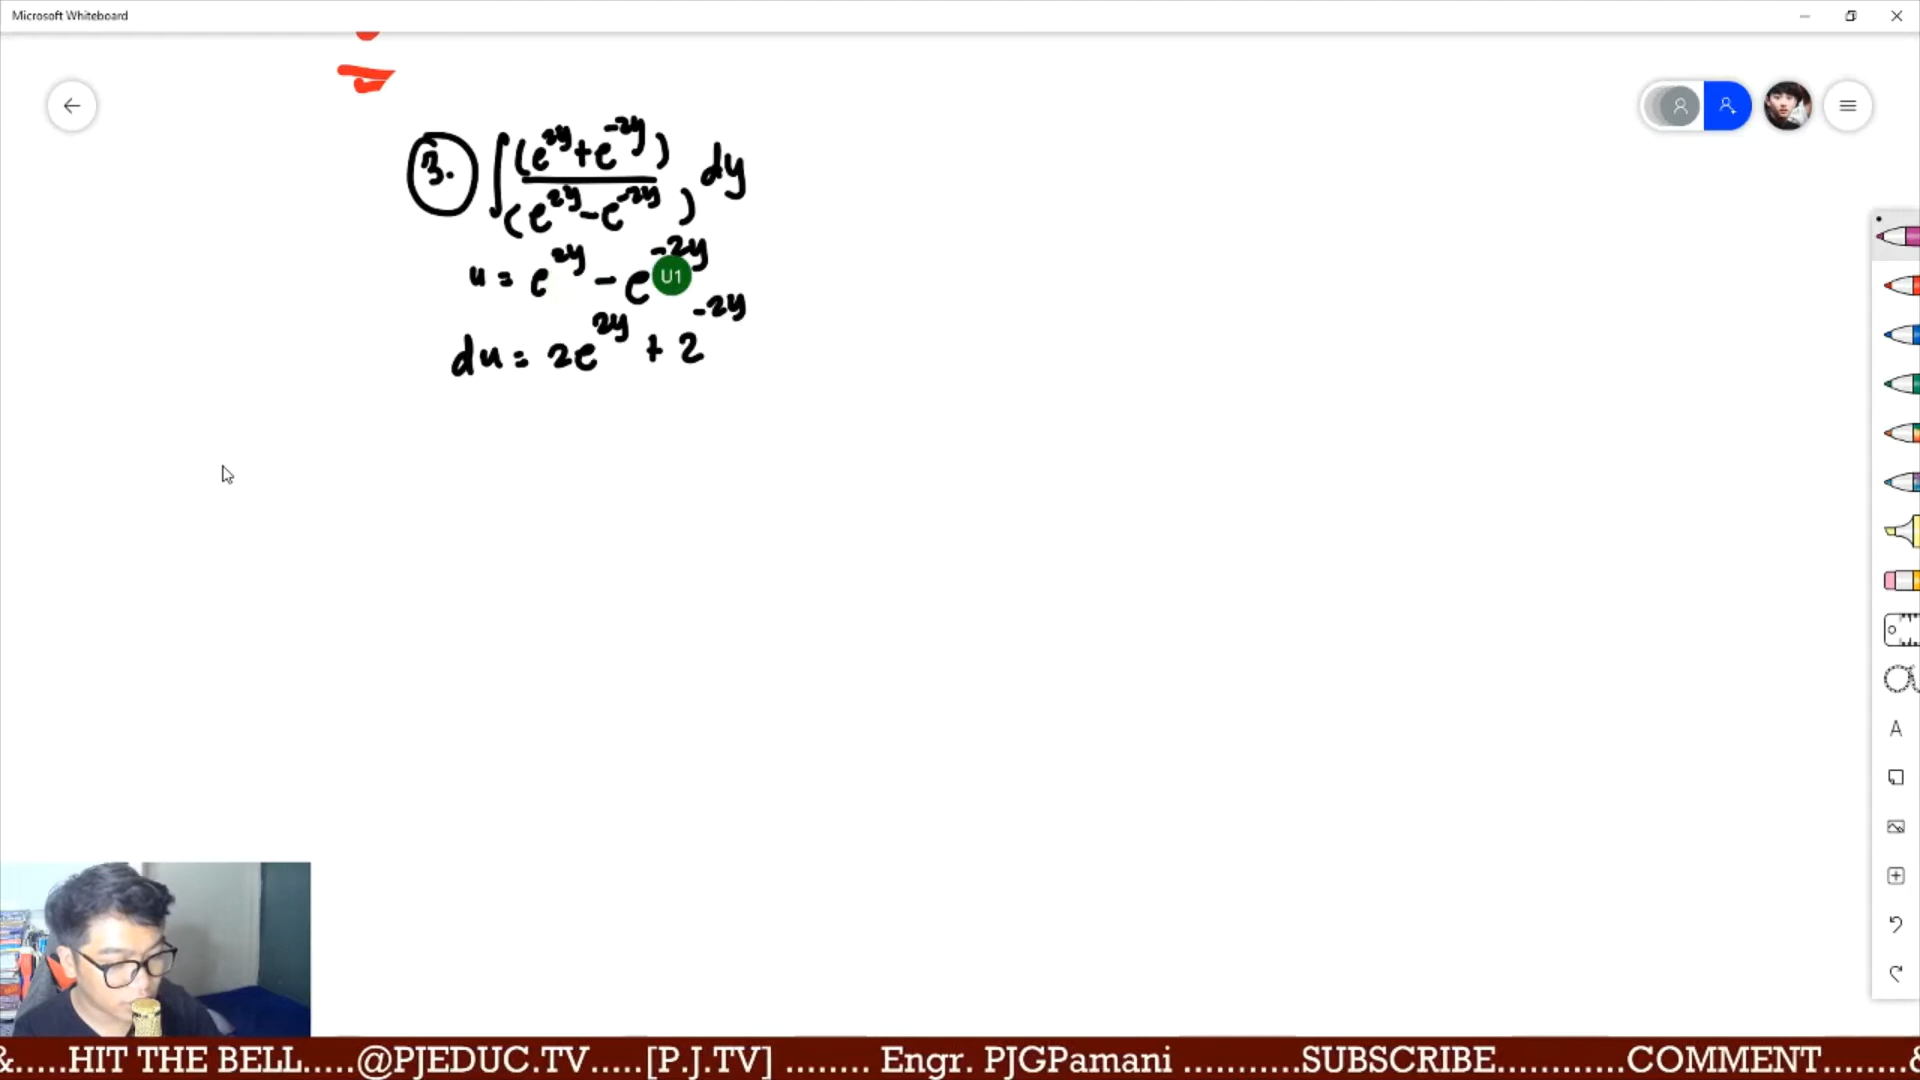 Microsoft Whiteboard
3. ∫ (e^{2y} + e^{-2y}) / (e^{2y} - e^{-2y}) dy
u = e^{2y} - e^{-2y}
U1
du = 2e^{2y} + 2^{-2y}
A
&.....HIT THE BELL.....@PJEDUC.TV.....[P.J.TV] ........ Engr. PJGPamani ...........SUBSCRIBE...........COMMENT........&